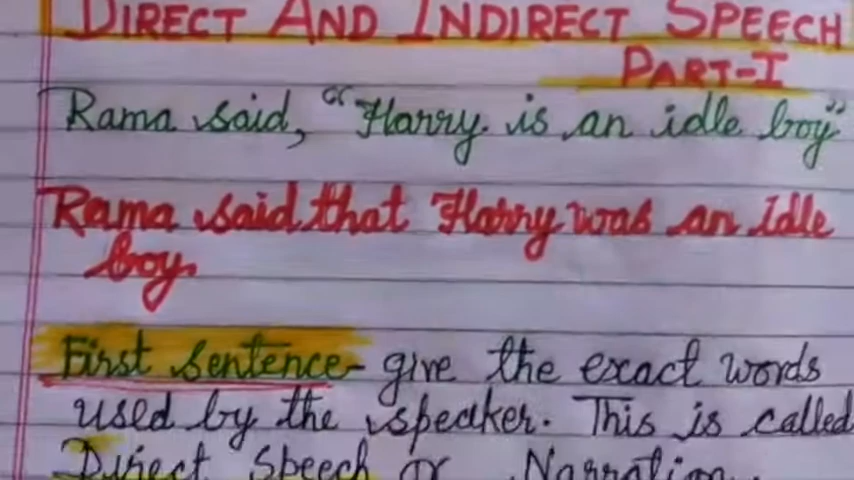 DIRECT AND INDIRECT SPEECH
PART-I
Rama said, "Harry is an idle boy"
Rama said that Harry was an idle
boy.
First sentence- give the exact words
used by the speaker. This is called
Direct Speech or Narration.